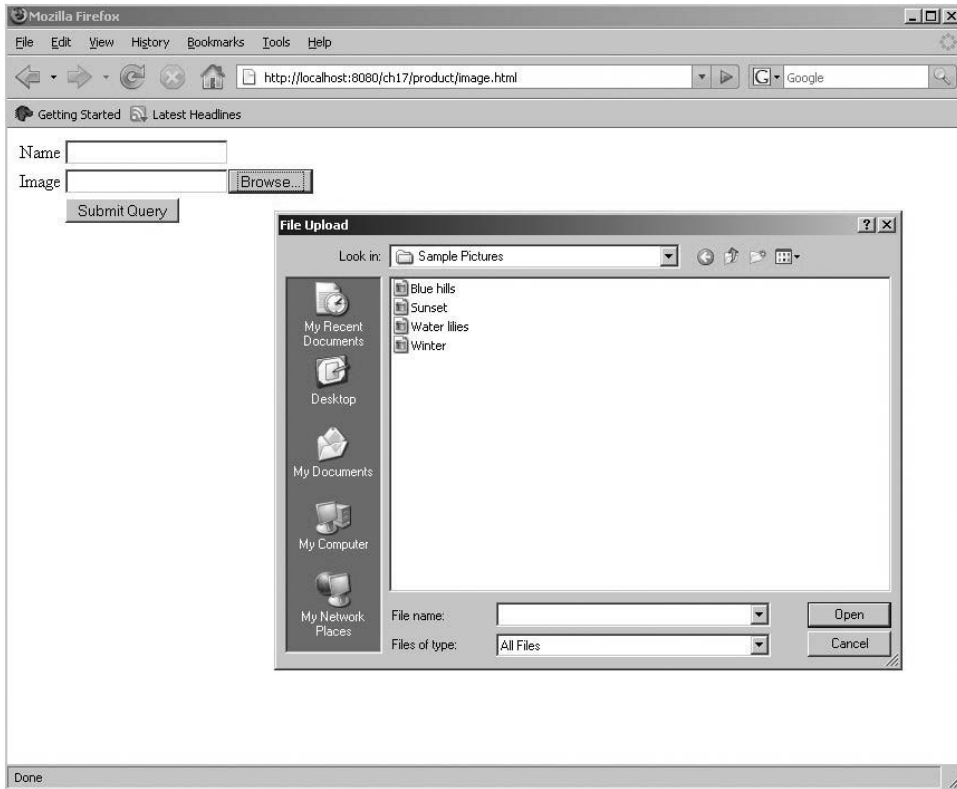 Mozilla Firefox
File Edit View History Bookmarks Tools Help
http://localhost:8080/ch17/product/image.html
G Google
Getting Started Latest Headlines
Name
Image Browse...
Submit Query
File Upload
Look in: Sample Pictures
My Recent Documents
Desktop
My Documents
My Computer
My Network Places
Blue hills
Sunset
Water lilies
Winter
File name: Open
Files of type: All Files Cancel
Done